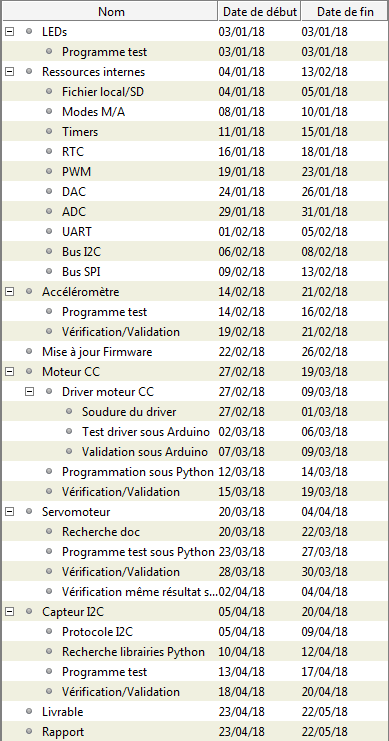 Nom Date de début Date de fin
LEDs 03/01/18 03/01/18
Programme test 03/01/18 03/01/18
Ressources internes 04/01/18 13/02/18
Fichier local/SD 04/01/18 05/01/18
Modes M/A 08/01/18 10/01/18
Timers 11/01/18 15/01/18
RTC 16/01/18 18/01/18
PWM 19/01/18 23/01/18
DAC 24/01/18 26/01/18
ADC 29/01/18 31/01/18
UART 01/02/18 05/02/18
Bus I2C 06/02/18 08/02/18
Bus SPI 09/02/18 13/02/18
Accéléromètre 14/02/18 21/02/18
Programme test 14/02/18 16/02/18
Vérification/Validation 19/02/18 21/02/18
Mise à jour Firmware 22/02/18 26/02/18
Moteur CC 27/02/18 19/03/18
Driver moteur CC 27/02/18 09/03/18
Soudure du driver 27/02/18 01/03/18
Test driver sous Arduino 02/03/18 06/03/18
Validation sous Arduino 07/03/18 09/03/18
Programmation sous Python 12/03/18 14/03/18
Vérification/Validation 15/03/18 19/03/18
Servomoteur 20/03/18 04/04/18
Recherche doc 20/03/18 22/03/18
Programme test sous Python 23/03/18 27/03/18
Vérification/Validation 28/03/18 30/03/18
Vérification même résultat s... 02/04/18 04/04/18
Capteur I2C 05/04/18 20/04/18
Protocole I2C 05/04/18 09/04/18
Recherche librairies Python 10/04/18 12/04/18
Programme test 13/04/18 17/04/18
Vérification/Validation 18/04/18 20/04/18
Livrable 23/04/18 22/05/18
Rapport 23/04/18 22/05/18